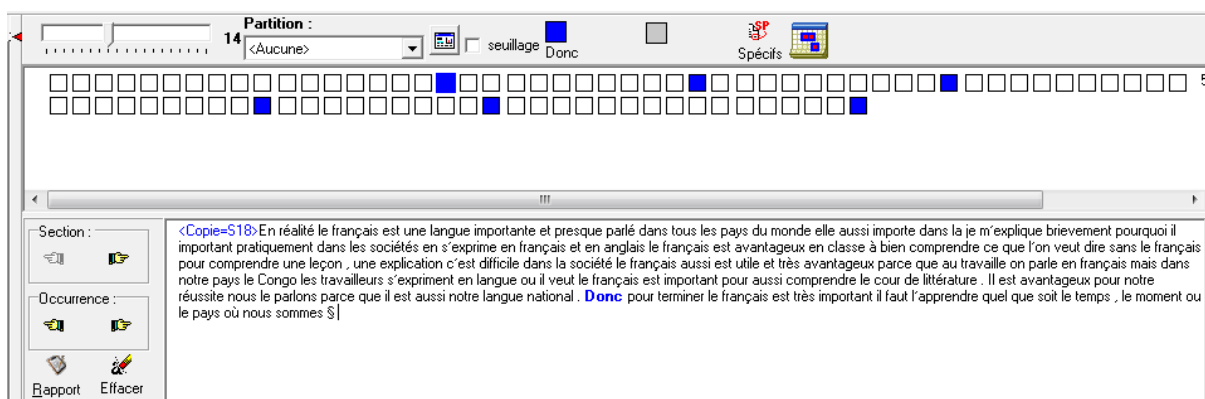 Partition :
14
<Aucune>
seuillage
Donc
SP
Spécifs
5
Section :
Occurrence :
Rapport
Effacer
<Copie=S18>En réalité le français est une langue importante et presque parlé dans tous les pays du monde elle aussi importe dans la je m´explique brievement pourquoi il
important pratiquement dans les sociétés en s´exprime en français et en anglais le français est avantageux en classe à bien comprendre ce que l´on veut dire sans le français
pour comprendre une leçon , une explication c´est difficile dans la société le français aussi est utile et très avantageux parce que au travaille on parle en français mais dans
notre pays le Congo les travailleurs s´expriment en langue ou il veut le français est important pour aussi comprendre le cour de littérature . Il est avantageux pour notre
réussite nous le parlons parce que il est aussi notre langue national . Donc pour terminer le français est très important il faut l´apprendre quel que soit le temps , le moment ou
le pays où nous sommes §